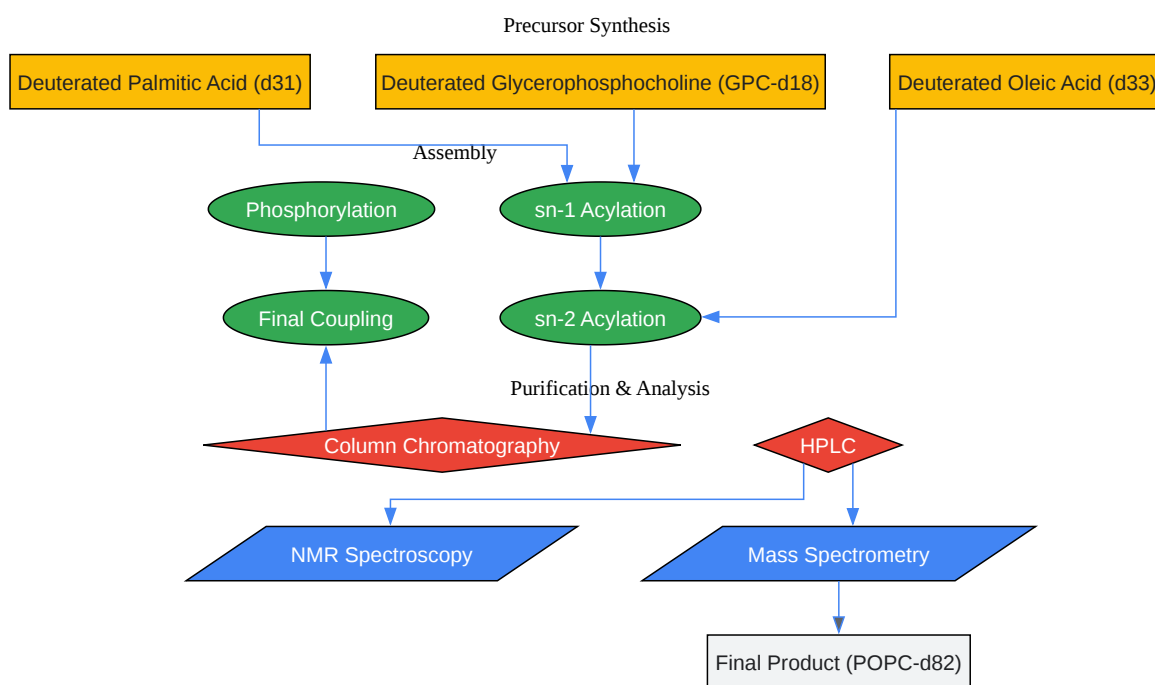 Precursor Synthesis
Deuterated Palmitic Acid (d31)
Deuterated Glycerophosphocholine (GPC-d18)
Deuterated Oleic Acid (d33)
Assembly
Phosphorylation
sn-1 Acylation
Final Coupling
sn-2 Acylation
Purification & Analysis
Column Chromatography
HPLC
NMR Spectroscopy
Mass Spectrometry
Final Product (POPC-d82)